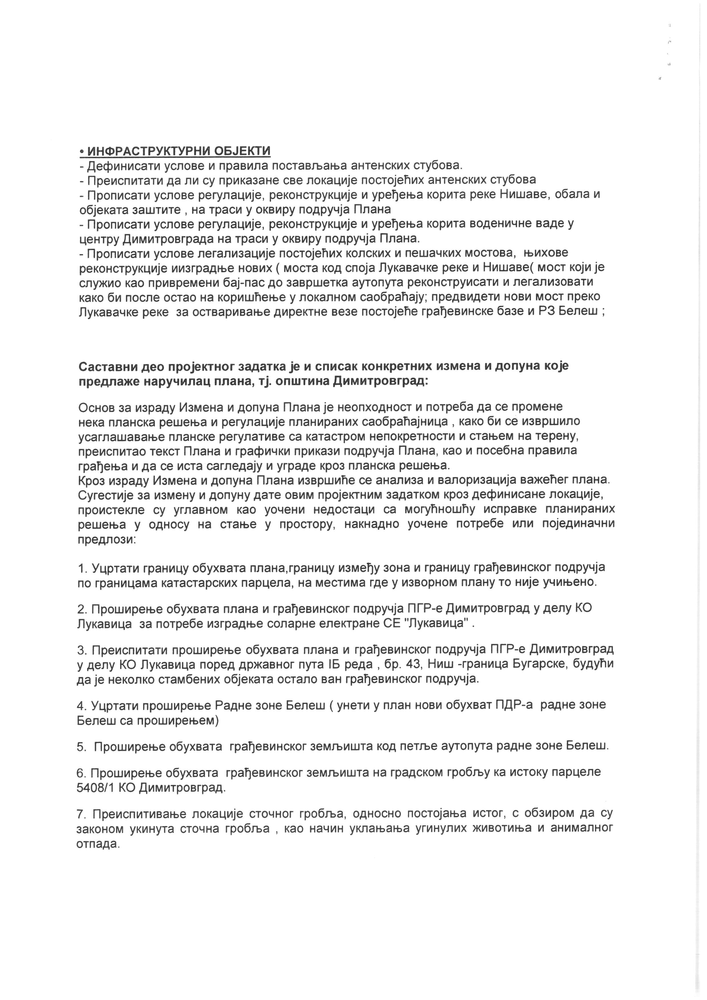 • ИНФРАСТРУКТУРНИ ОБЈЕКТИ
- Дефинисати услове и правила постављања антенских стубова.
- Преиспитати да ли су приказане све локације постојећих антенских стубова
- Прописати услове регулације, реконструкције и уређења корита реке Нишаве, обала и
објеката заштите , на траси у оквиру подручја Плана
- Прописати услове регулације, реконструкције и уређења корита воденичне ваде у
центру Димитровграда на траси у оквиру подручја Плана.
- Прописати услове легализације постојећих колских и пешачких мостова,  њихове
реконструкције иизградње нових ( моста код споја Лукавачке реке и Нишаве( мост који је
служио као привремени бај-пас до завршетка аутопута реконструисати и легализовати
како би после остао на коришћење у локалном саобраћају; предвидети нови мост преко
Лукавачке реке  за остваривање директне везе постојеће грађевинске базе и РЗ Белеш ;
Саставни део пројектног задатка је и списак конкретних измена и допуна које
предлаже наручилац плана, тј. општина Димитровград:
Основ за израду Измена и допуна Плана је неопходност и потреба да се промене
нека планска решења и регулације планираних саобраћајница , како би се извршило
усаглашавање планске регулативе са катастром непокретности и стањем на терену,
преиспитао текст Плана и графички прикази подручја Плана, као и посебна правила
грађења и да се иста сагледају и уграде кроз планска решења.
Кроз израду Измена и допуна Плана извршиће се анализа и валоризација важећег плана.
Сугестије за измену и допуну дате овим пројектним задатком кроз дефинисане локације,
проистекле су углавном као уочени недостаци са могућношћу исправке планираних
решења у односу на стање у простору, накнадно уочене потребе или појединачни
предлози:
1. Уцртати границу обухвата плана,границу између зона и границу грађевинског подручја
по границама катастарских парцела, на местима где у изворном плану то није учињено.
2. Проширење обухвата плана и грађевинског подручја ПГР-е Димитровград у делу КО
Лукавица  за потребе изградње соларне електране СЕ "Лукавица" .
3. Преиспитати проширење обухвата плана и грађевинског подручја ПГР-е Димитровград
у делу КО Лукавица поред државног пута IБ реда , бр. 43, Ниш -граница Бугарске, будући
да је неколко стамбених објеката остало ван грађевинског подручја.
4. Уцртати проширење Радне зоне Белеш ( унети у план нови обухват ПДР-а  радне зоне
Белеш са проширењем)
5.  Проширење обухвата  грађевинског земљишта код петље аутопута радне зоне Белеш.
6. Проширење обухвата  грађевинског земљишта на градском гробљу ка истоку парцеле
5408/1 КО Димитровград.
7. Преиспитивање локације сточног гробља, односно постојања истог, с обзиром да су
законом укинута сточна гробља , као начин уклањања угинулих животиња и анималног
отпада.